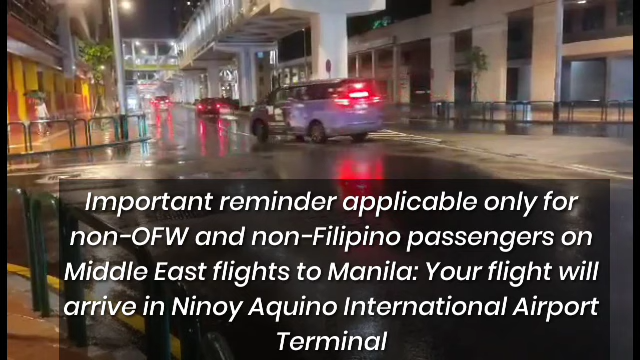 Important reminder applicable only for
non-OFW and non-Filipino passengers on
Middle East flights to Manila: Your flight will
arrive in Ninoy Aquino International Airport
Terminal